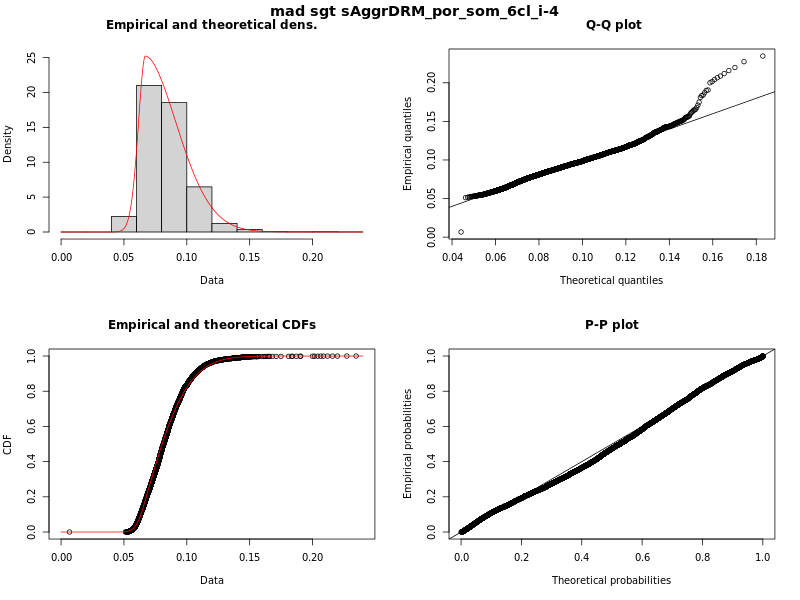 mad sgt sAggrDRM_por_som_6cl_i-4
Empirical and theoretical dens.
Density
0
5
10
15
20
25
0.00 0.05 0.10 0.15 0.20
Data
Q-Q plot
Empirical quantiles
0.00
0.05
0.10
0.15
0.20
0.04 0.06 0.08 0.10 0.12 0.14 0.16 0.18
Theoretical quantiles
Empirical and theoretical CDFs
CDF
0.0
0.2
0.4
0.6
0.8
1.0
0.00 0.05 0.10 0.15 0.20
Data
P-P plot
Empirical probabilities
0.0
0.2
0.4
0.6
0.8
1.0
0.0 0.2 0.4 0.6 0.8 1.0
Theoretical probabilities